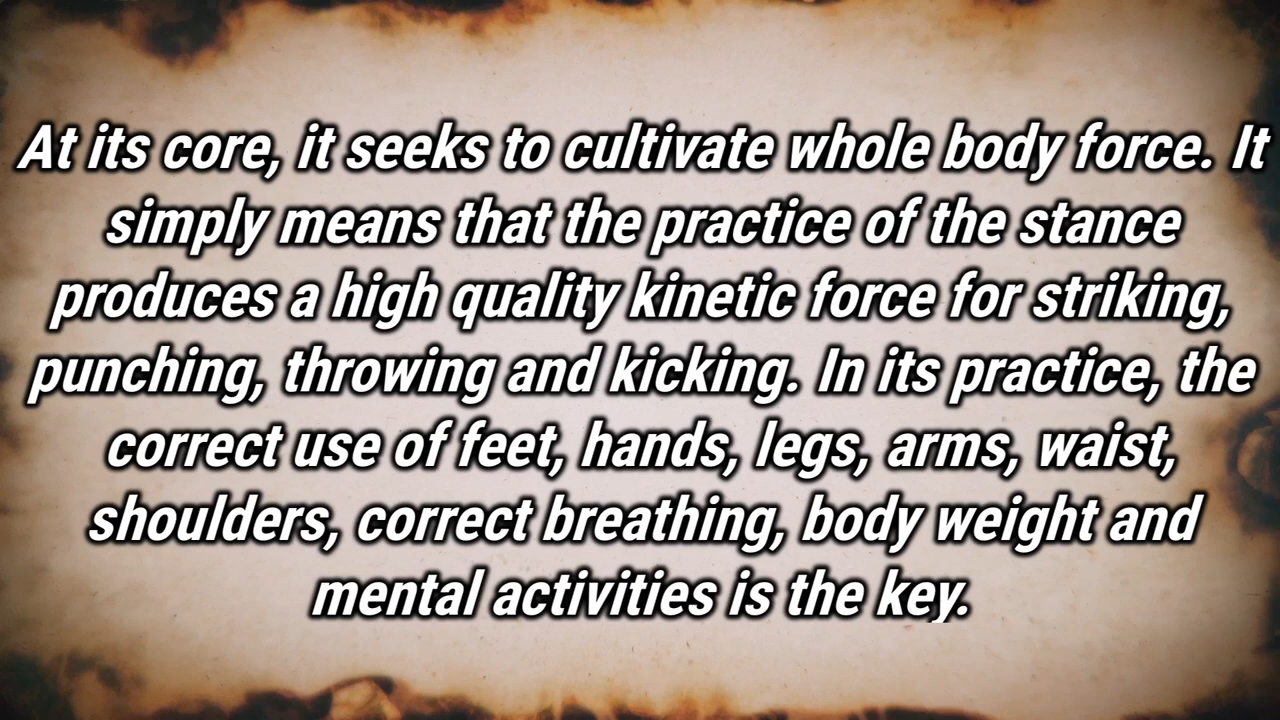 At its core, it seeks to cultivate whole body force. It
simply means that the practice of the stance
produces a high quality kinetic force for striking,
punching, throwing and kicking. In its practice, the
correct use of feet, hands, legs, arms, waist,
shoulders, correct breathing, body weight and
mental activities is the key.